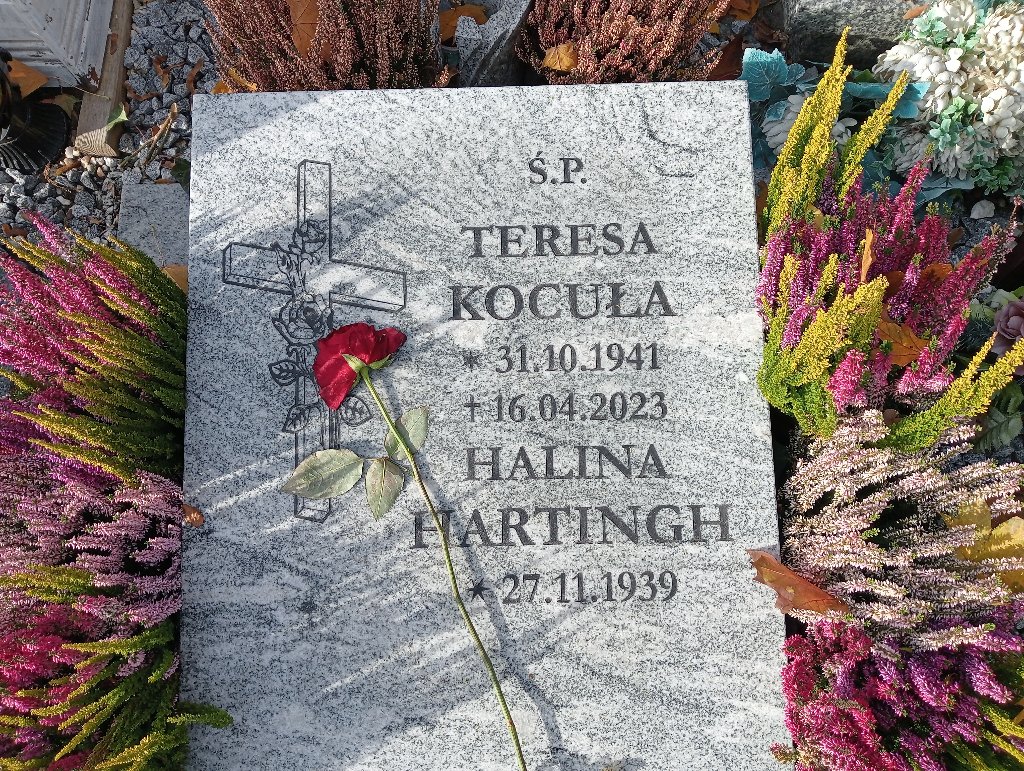 Ś.P.
TERESA
KOCUŁA
* 31.10.1941
+ 16.04.2023
HALINA
HARTINGH
* 27.11.1939